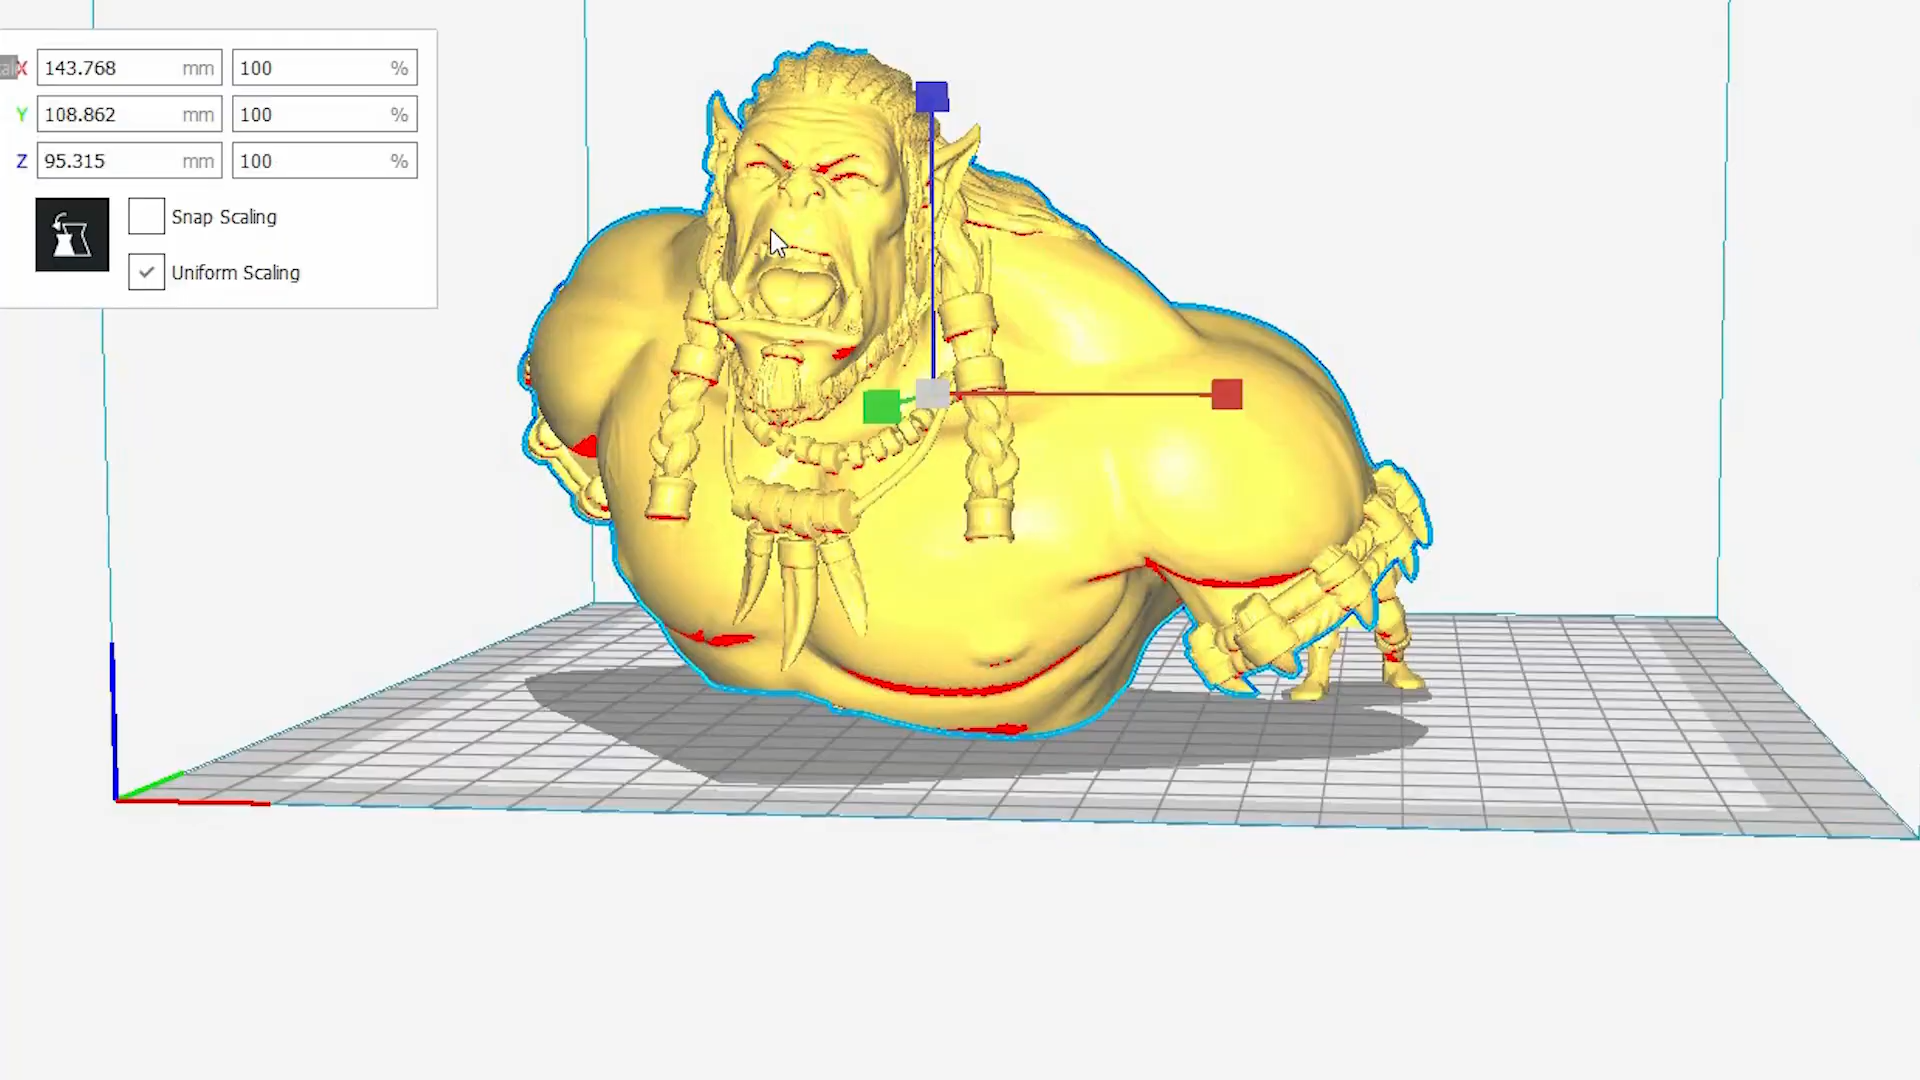 X 143.768 mm 100 %
Y 108.862 mm 100 %
Z 95.315 mm 100 %
Snap Scaling
Uniform Scaling